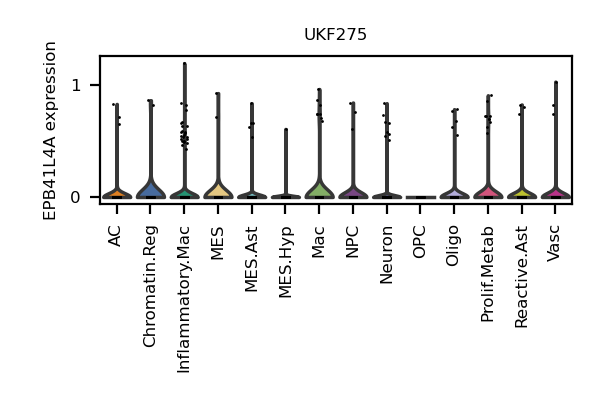 UKF275
EPB41L4A expression
1
0
AC
Chromatin.Reg
Inflammatory.Mac
MES
MES.Ast
MES.Hyp
Mac
NPC
Neuron
OPC
Oligo
Prolif.Metab
Reactive.Ast
Vasc